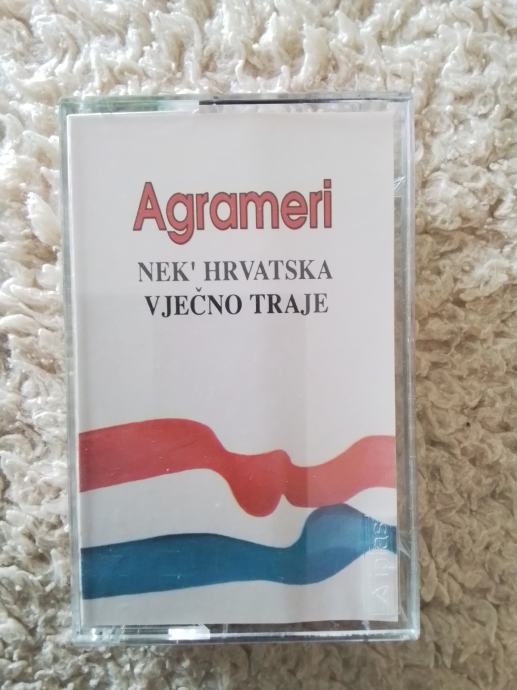 Agrameri
NEK' HRVATSKA
VJEČNO TRAJE